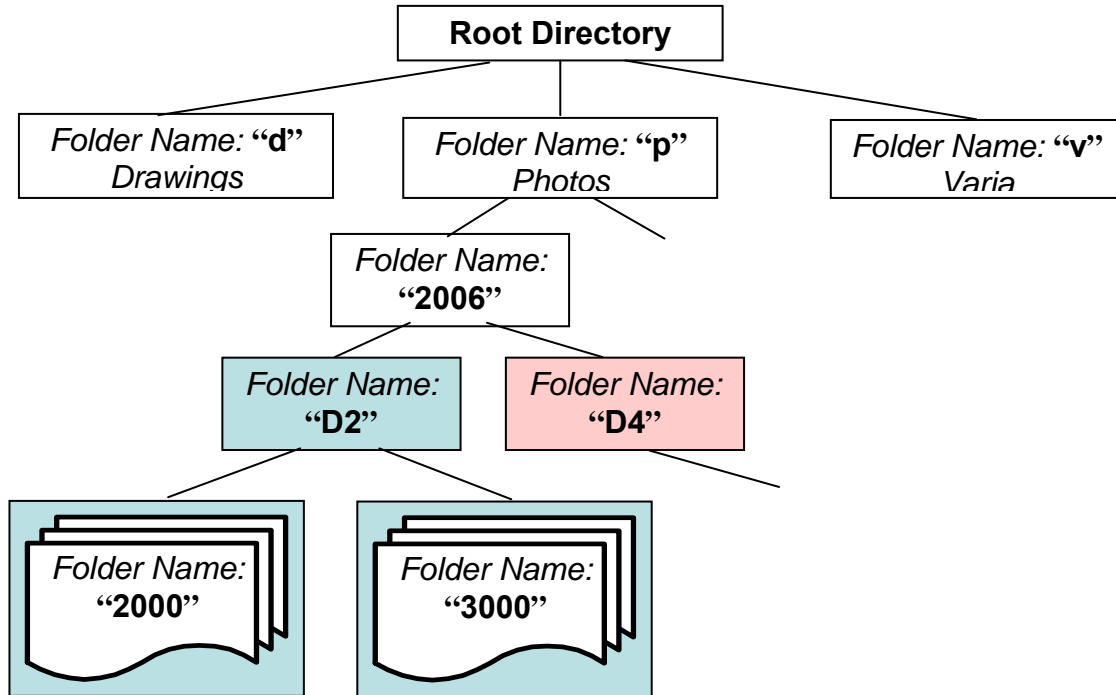 Root Directory
Folder Name: “d”
Drawings
Folder Name: “p”
Photos
Folder Name: “v”
Varia
Folder Name:
“2006”
Folder Name:
“D2”
Folder Name:
“D4”
Folder Name:
“2000”
Folder Name:
“3000”